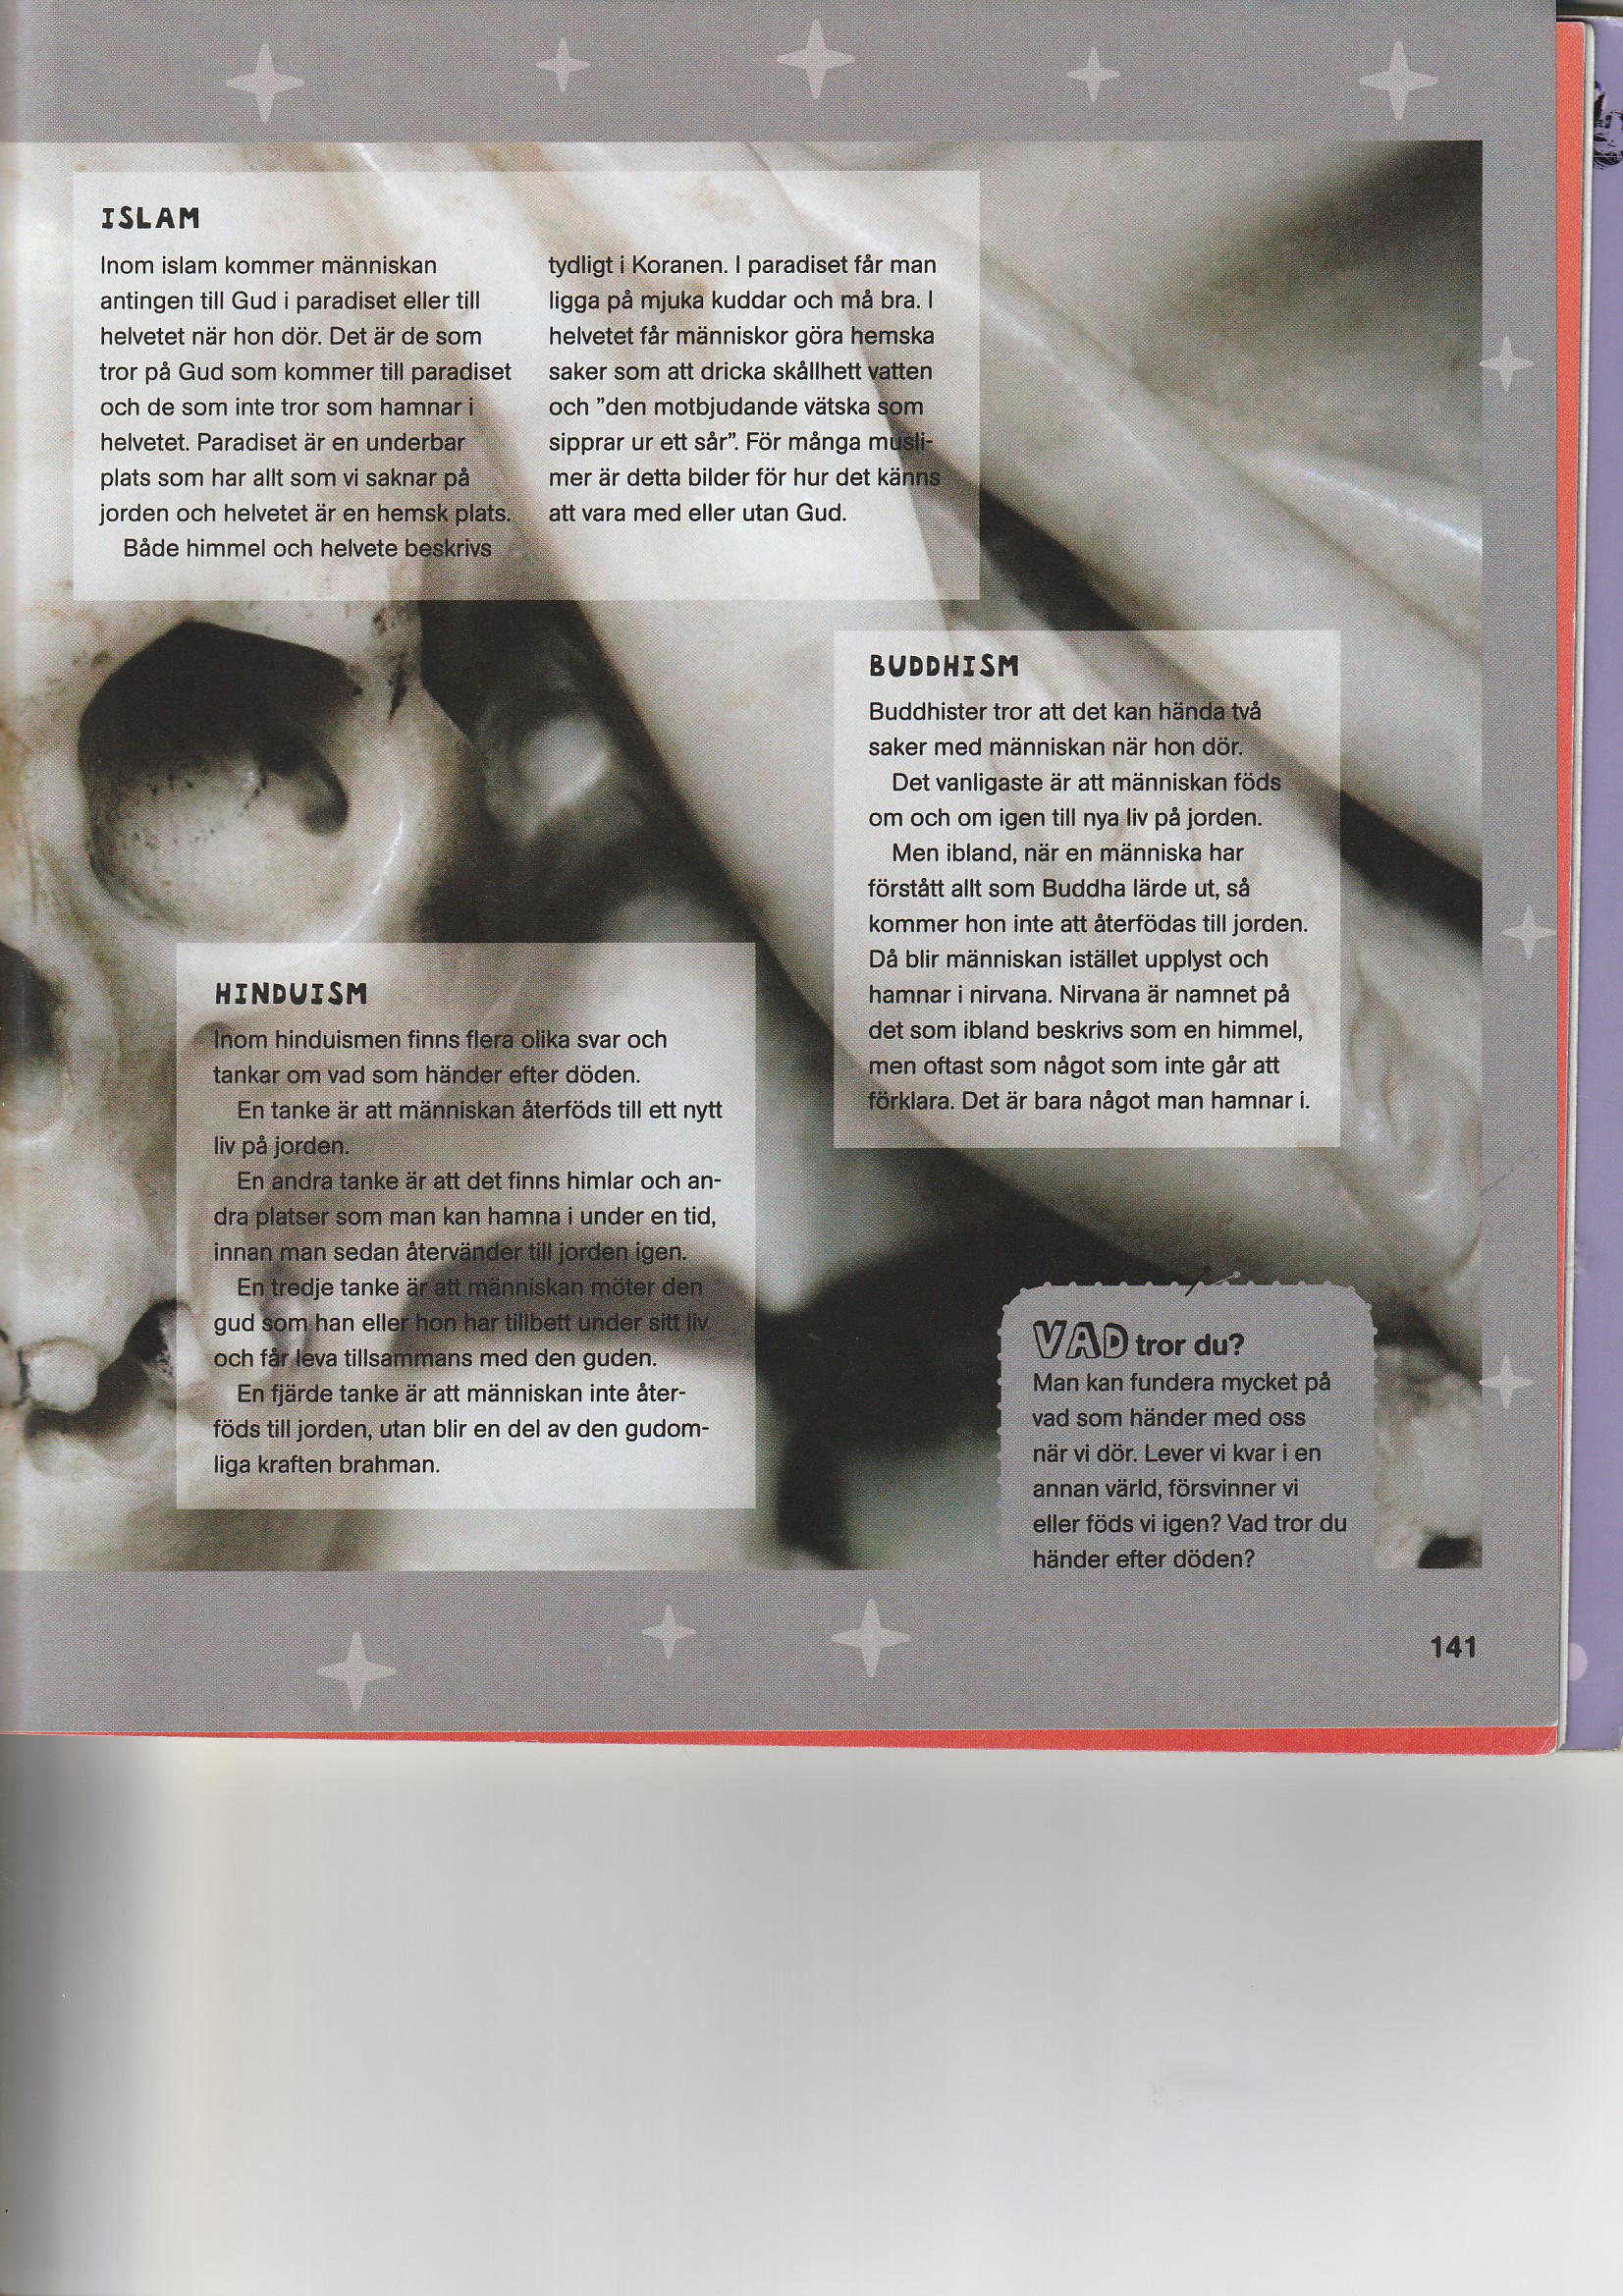 ISLAM
Inom islam kommer människan
antingen till Gud i paradiset eller till
helvetet när hon dör. Det är de som
tror på Gud som kommer till paradiset
och de som inte tror som hamnar i
helvetet. Paradiset är en underbar
plats som har allt som vi saknar på
jorden och helvetet är en hemsk plats.
Både himmel och helvete beskrivs
tydligt i Koranen. I paradiset får man
ligga på mjuka kuddar och må bra. I
helvetet får människor göra hemska
saker som att dricka skållhett vatten
och ”den motbjudande vätska som
sipprar ur ett sår”. För många musli-
mer är detta bilder för hur det känns
att vara med eller utan Gud.
BUDDHISM
Buddhister tror att det kan hända två
saker med människan när hon dör.
Det vanligaste är att människan föds
om och om igen till nya liv på jorden.
Men ibland, när en människa har
förstått allt som Buddha lärde ut, så
kommer hon inte att återfödas till jorden.
Då blir människan istället upplyst och
hamnar i nirvana. Nirvana är namnet på
det som ibland beskrivs som en himmel,
men oftast som något som inte går att
förklara. Det är bara något man hamnar i.
HINDUISM
Inom hinduismen finns flera olika svar och
tankar om vad som händer efter döden.
En tanke är att människan återföds till ett nytt
liv på jorden.
En andra tanke är att det finns himlar och an-
dra platser som man kan hamna i under en tid,
innan man sedan återvänder till jorden igen.
En tredje tanke är att människan möter den
gud som han eller hon har tillbett under sitt liv
och får leva tillsammans med den guden.
En fjärde tanke är att människan inte åter-
föds till jorden, utan blir en del av den gudom-
liga kraften brahman.
VAD tror du?
Man kan fundera mycket på
vad som händer med oss
när vi dör. Lever vi kvar i en
annan värld, försvinner vi
eller föds vi igen? Vad tror du
händer efter döden?
141